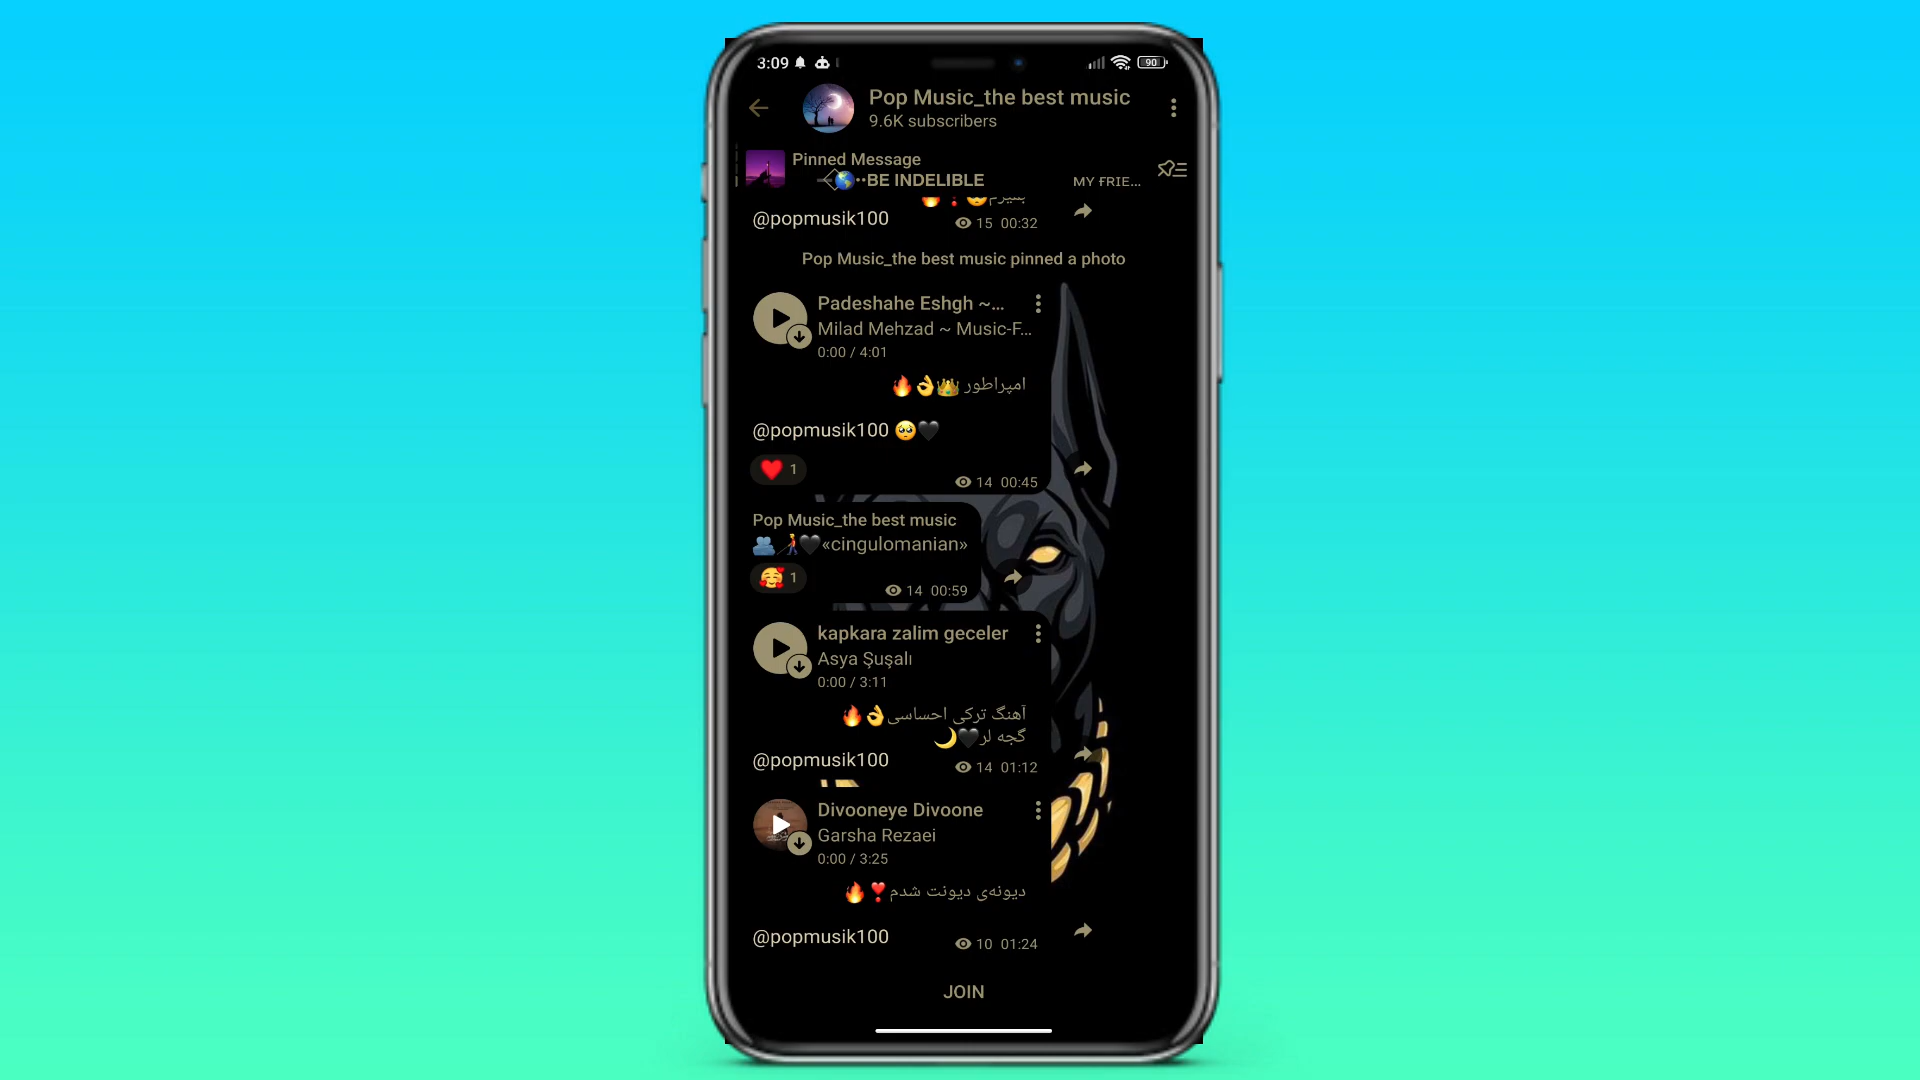 3:09
90
Pop Music_the best music
9.6K subscribers
Pinned Message
BE INDELIBLE MY FRIE...
بمیرم
@popmusik100
15 00:32
Pop Music_the best music pinned a photo
Padeshahe Eshgh ~...
Milad Mehzad ~ Music-F...
0:00 / 4:01
امپراطور 👑👌🔥
@popmusik100 🥺🖤
❤️ 1
14 00:45
Pop Music_the best music
🫂👨‍🦯🖤«cingulomanian»
🥰 1
14 00:59
kapkara zalim geceler
Asya Şuşalı
0:00 / 3:11
آهنگ ترکی احساسی👌🔥
گجه لر🖤🌙
@popmusik100
14 01:12
Divooneye Divoone
Garsha Rezaei
0:00 / 3:25
دیونه‌ی دیونت شدم❣️🔥
@popmusik100
10 01:24
JOIN